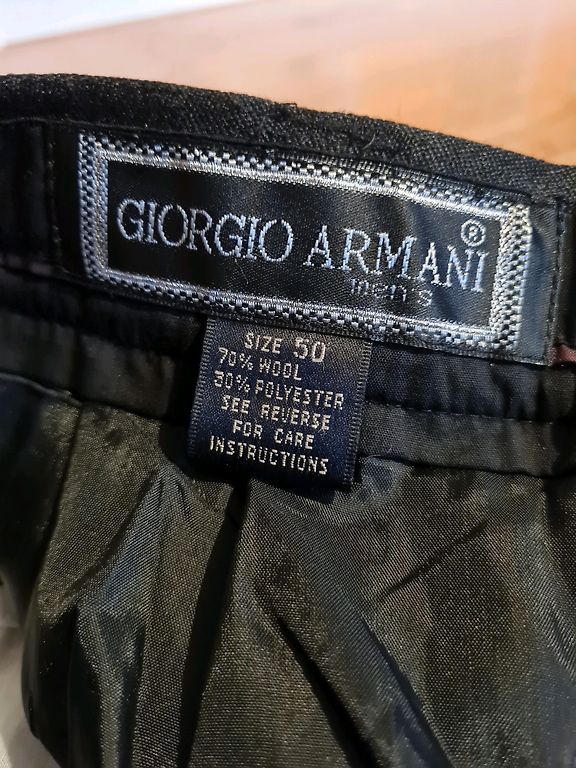 GIORGIO ARMANI ®
men's
SIZE 50
70% WOOL
30% POLYESTER
SEE REVERSE
FOR CARE
INSTRUCTIONS